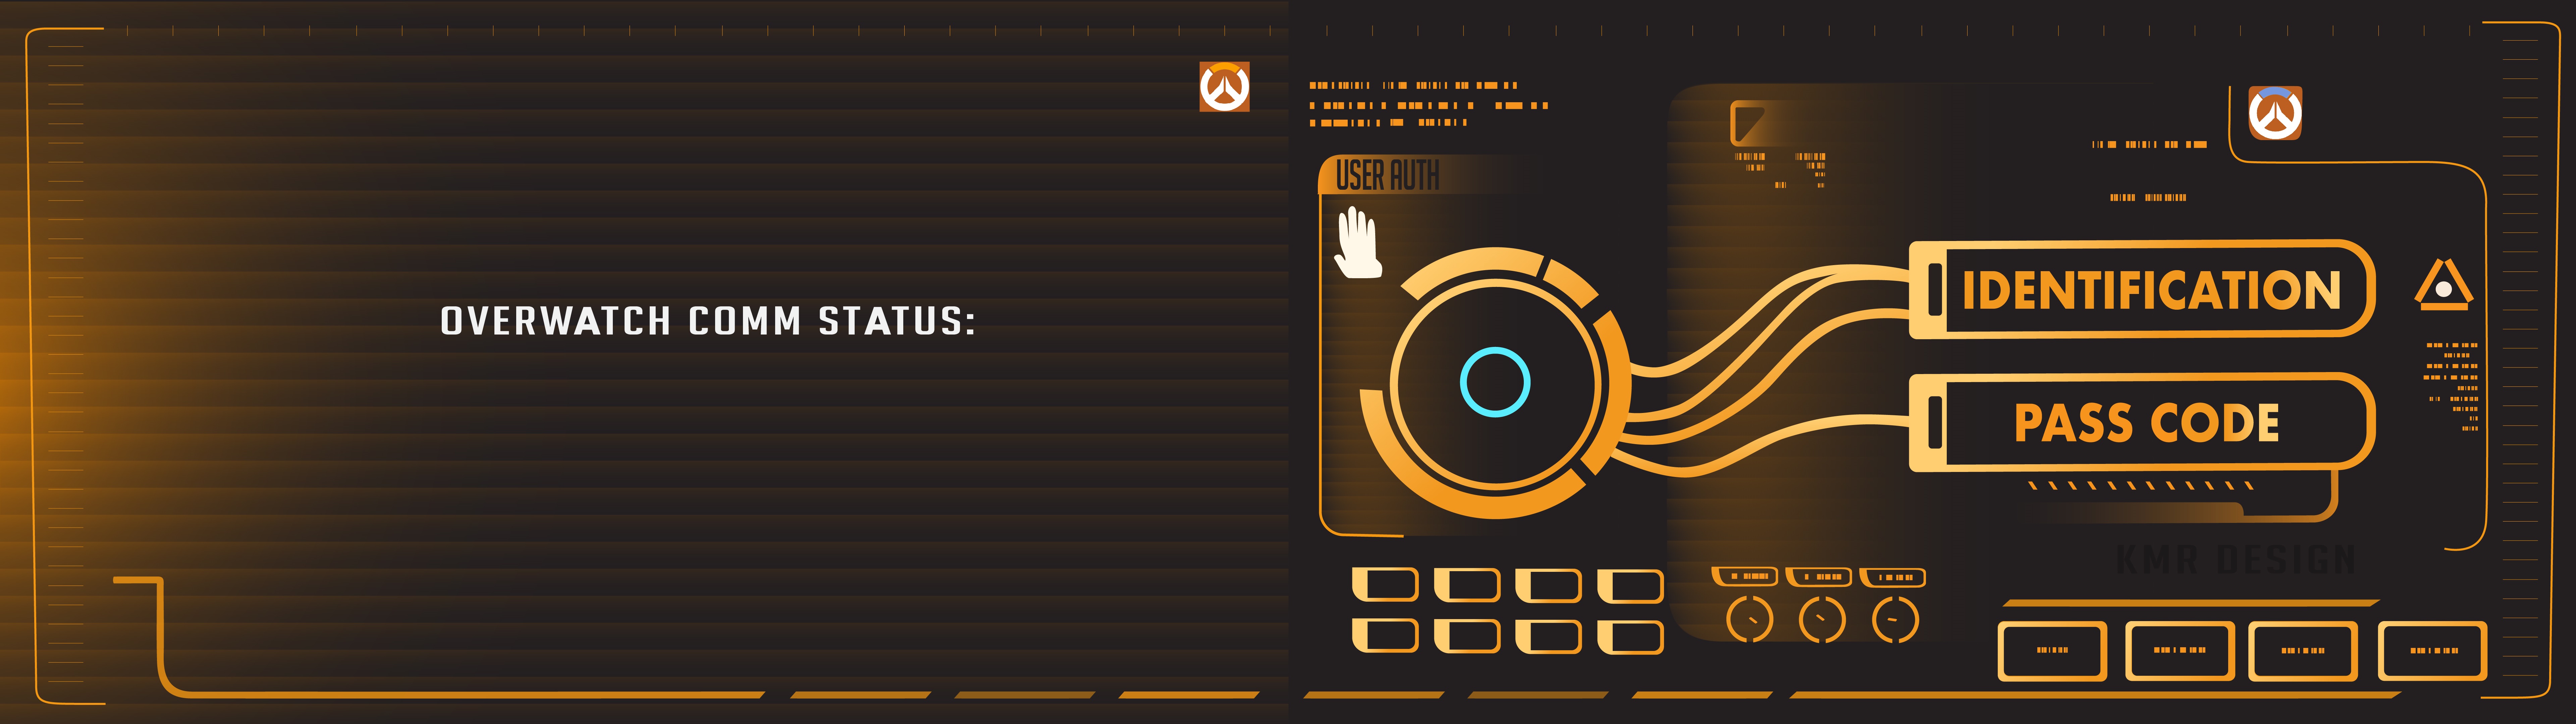 OVERWATCH COMM STATUS:
USER AUTH
IDENTIFICATION
PASS CODE
KMR DESIGN